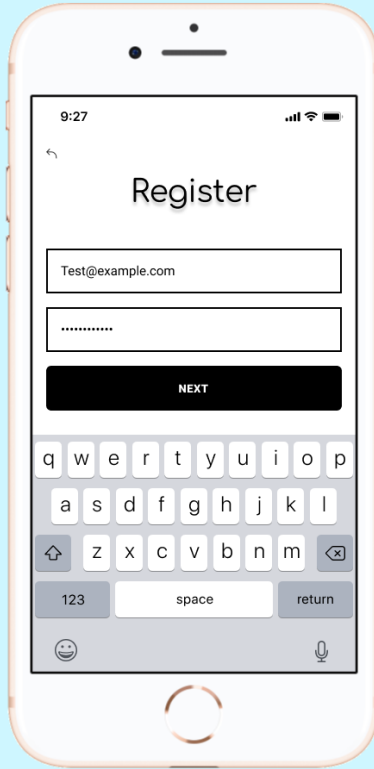 9:27
Register
Test@example.com
••••••••••••
NEXT
q w e r t y u i o p
a s d f g h j k l
z x c v b n m
123 space return